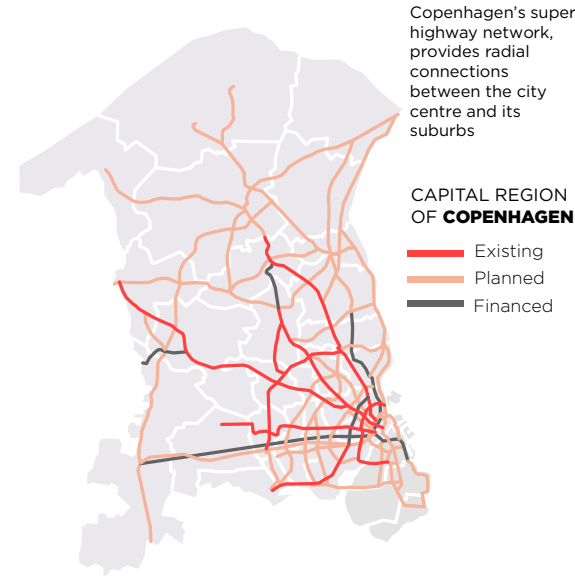 Copenhagen's super
highway network,
provides radial
connections
between the city
centre and its
suburbs
CAPITAL REGION
OF COPENHAGEN
Existing
Planned
Financed